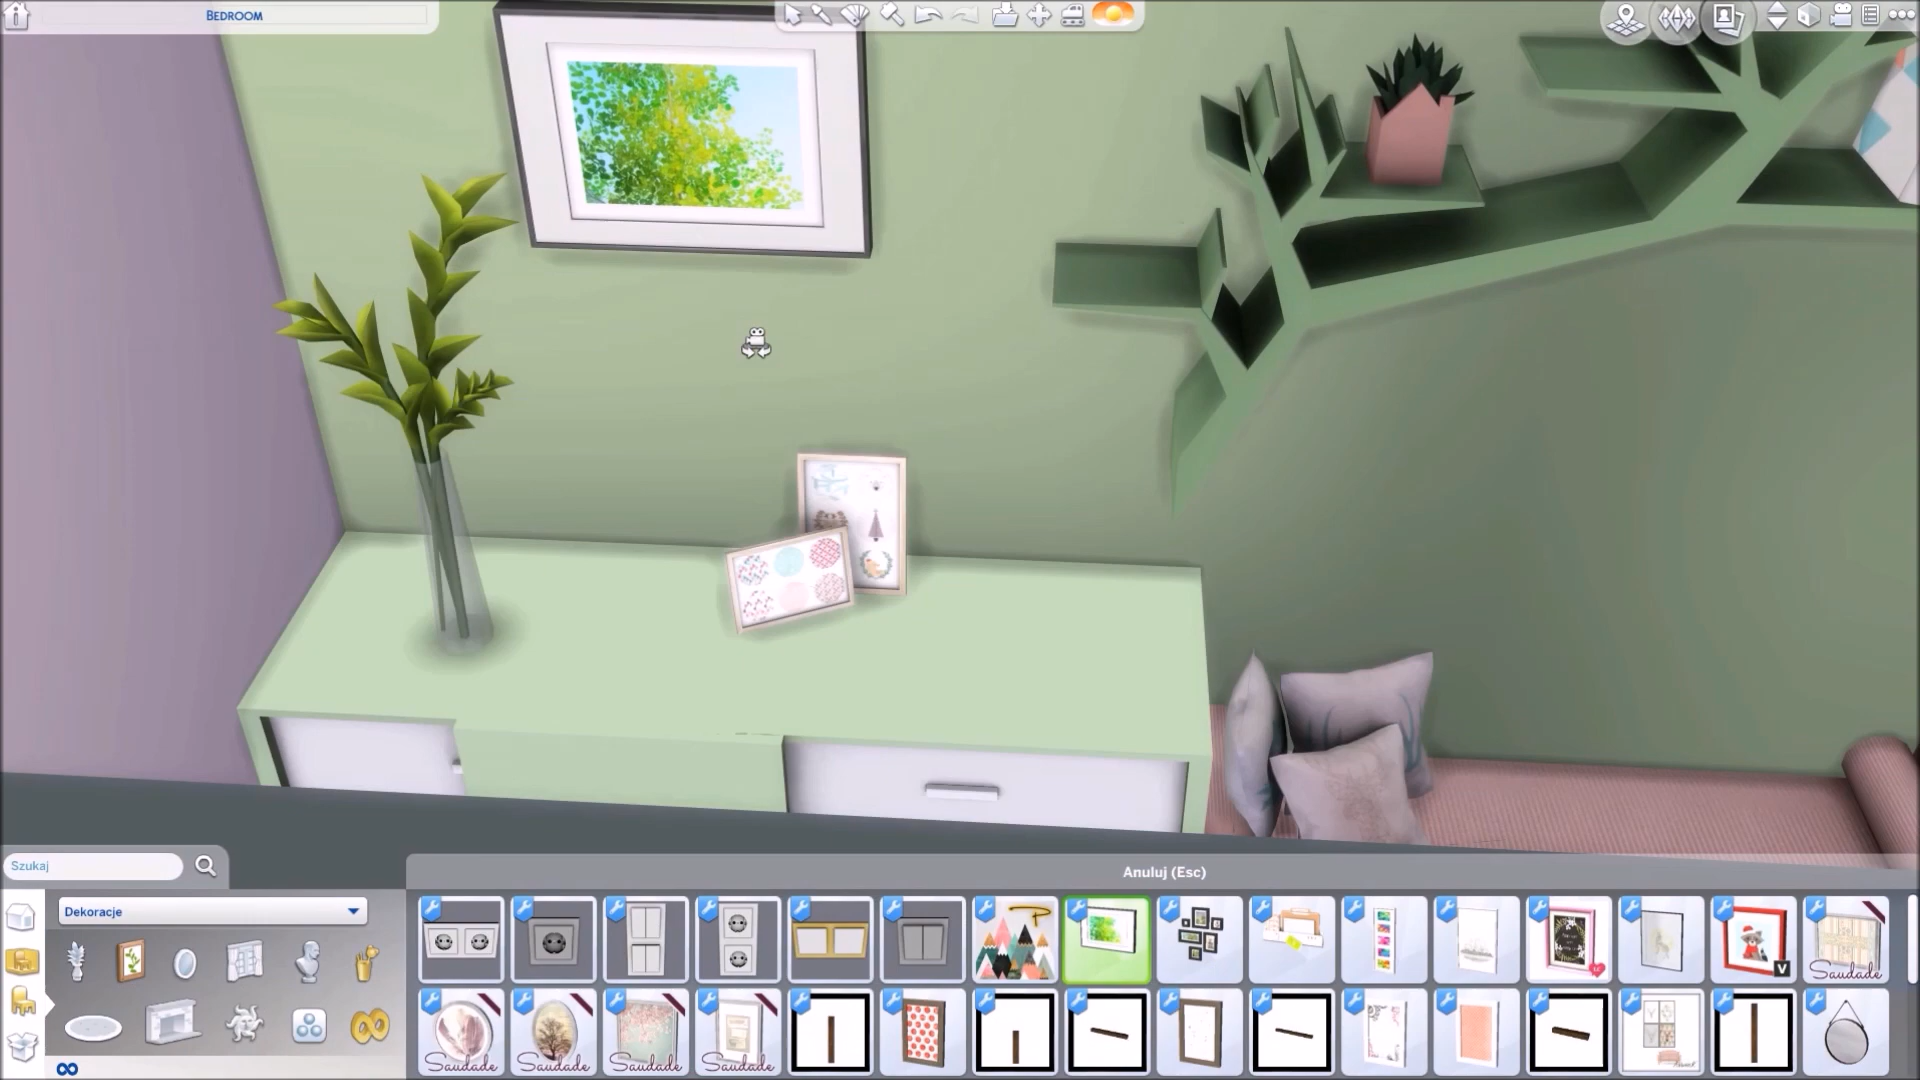 BEDROOM
Szukaj
Anuluj (Esc)
Dekoracje
P
V
Saudade
Saudade
Saudade
Saudade
Saudade